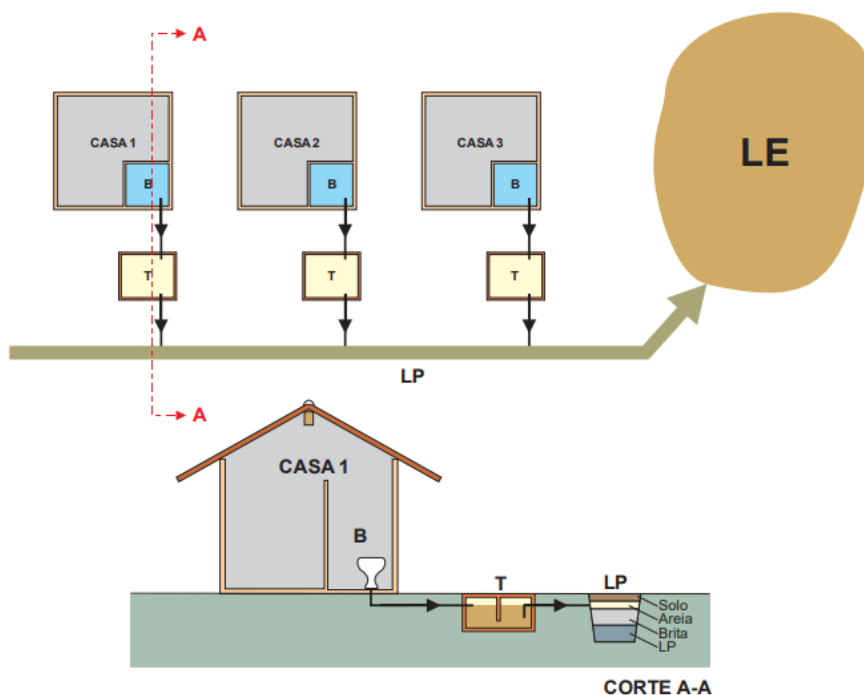 A
CASA 1
CASA 2
CASA 3
LE
B
B
B
T
T
T
LP
A
CASA 1
B
T
LP
Solo
Areia
Brita
LP
CORTE A-A